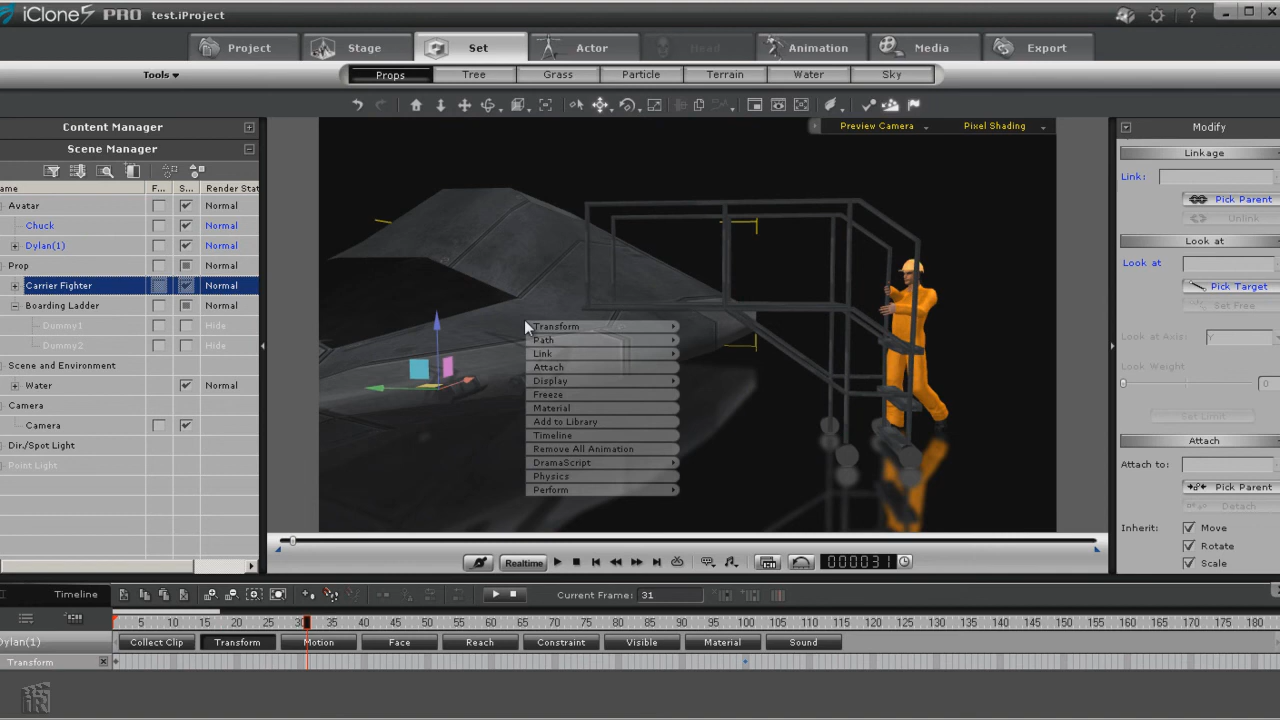 iClone5 PRO test.iProject
Project Stage Set Actor Head Animation Media Export
Tools Props Tree Grass Particle Terrain Water Sky
Content Manager
Scene Manager
ame F... S... Render Stat
Avatar Normal
Chuck Normal
Dylan(1) Normal
Prop Normal
Carrier Fighter Normal
Boarding Ladder Normal
Dummy1 Hide
Dummy2 Hide
Scene and Environment
Water Normal
Camera
Camera Normal
Dir./Spot Light
Point Light
Preview Camera Pixel Shading
Transform
Path
Link
Attach
Display
Freeze
Material
Add to Library
Timeline
Remove All Animation
DramaScript
Physics
Perform
Modify
Linkage
Link:
Pick Parent
Unlink
Look at
Look at
Pick Target
Set Free
Look at Axis: Y
Look Weight 0
Set Limit
Attach
Attach to:
Pick Parent
Detach
Inherit: Move
Rotate
Scale
Realtime 0000031
Timeline Current Frame: 31
5 10 15 20 25 30 35 40 45 50 55 60 65 70 75 80 85 90 95 100 105 110 115 120 125 130 135 140 145 150 155 160 165 170 175 180
Dylan(1) Collect Clip Transform Motion Face Reach Constraint Visible Material Sound
Transform